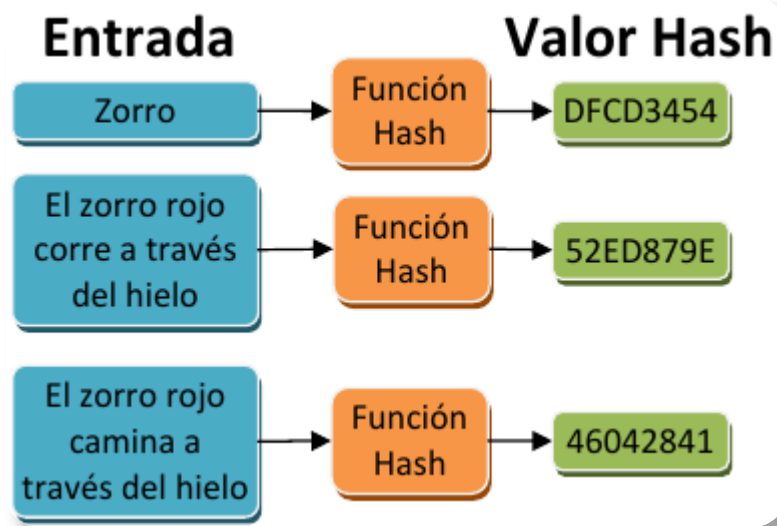 Entrada
Valor Hash
Zorro
Función
Hash
DFCD3454
El zorro rojo
corre a través
del hielo
Función
Hash
52ED879E
El zorro rojo
camina a
través del hielo
Función
Hash
46042841